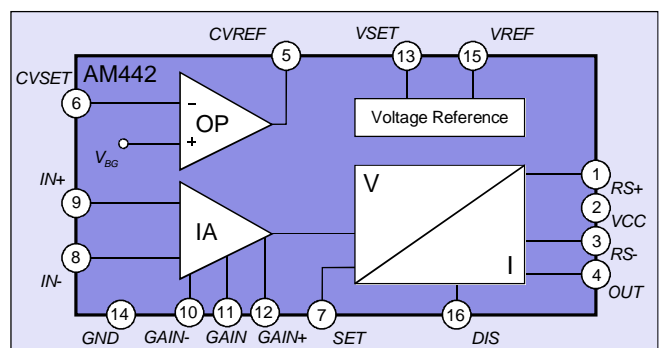 CVREF
VSET
VREF
5
13
15
CVSET
AM442
6
−
OP
+
V_BG
Voltage Reference
IN+
9
IA
8
IN-
V
I
1
RS+
2
VCC
3
RS-
4
OUT
14
10
11
12
7
16
GND
GAIN-
GAIN
GAIN+
SET
DIS